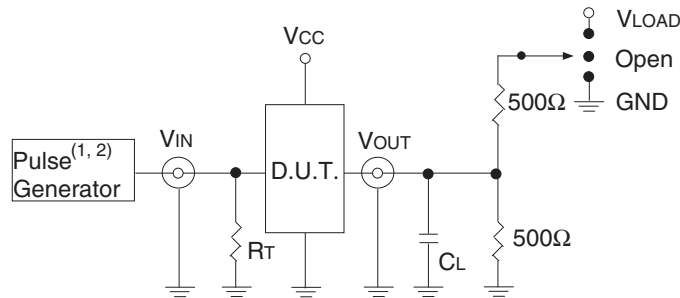 VLOAD
VCC
Open
500Ω
GND
VIN
VOUT
Pulse(1, 2)
Generator
D.U.T.
RT
CL
500Ω